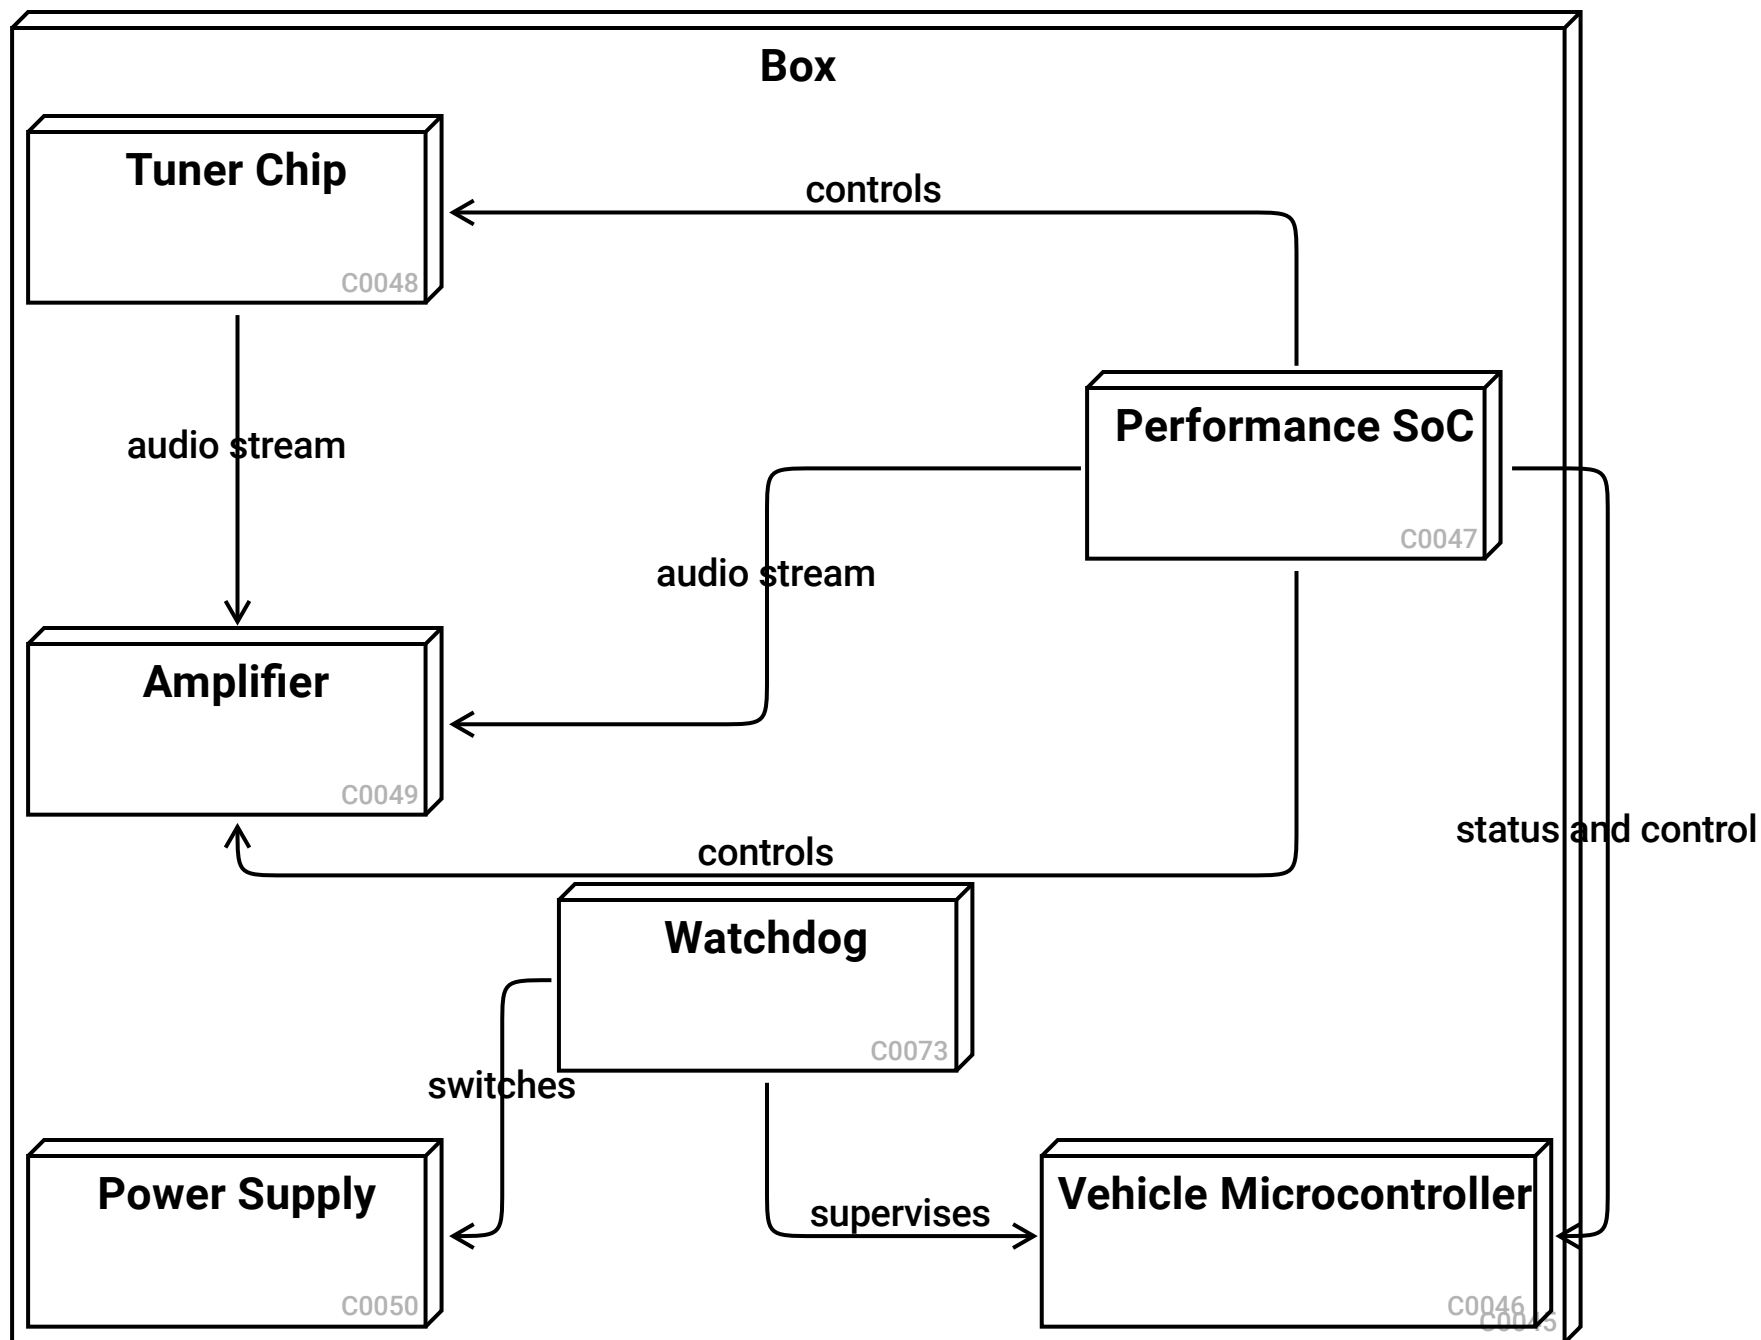 Box
Tuner Chip
controls
C0048
Performance SoC
audio stream
C0047
audio stream
Amplifier
C0049
status and control
controls
Watchdog
C0073
switches
Power Supply
Vehicle Microcontroller
supervises
C0050
C0046
C0045